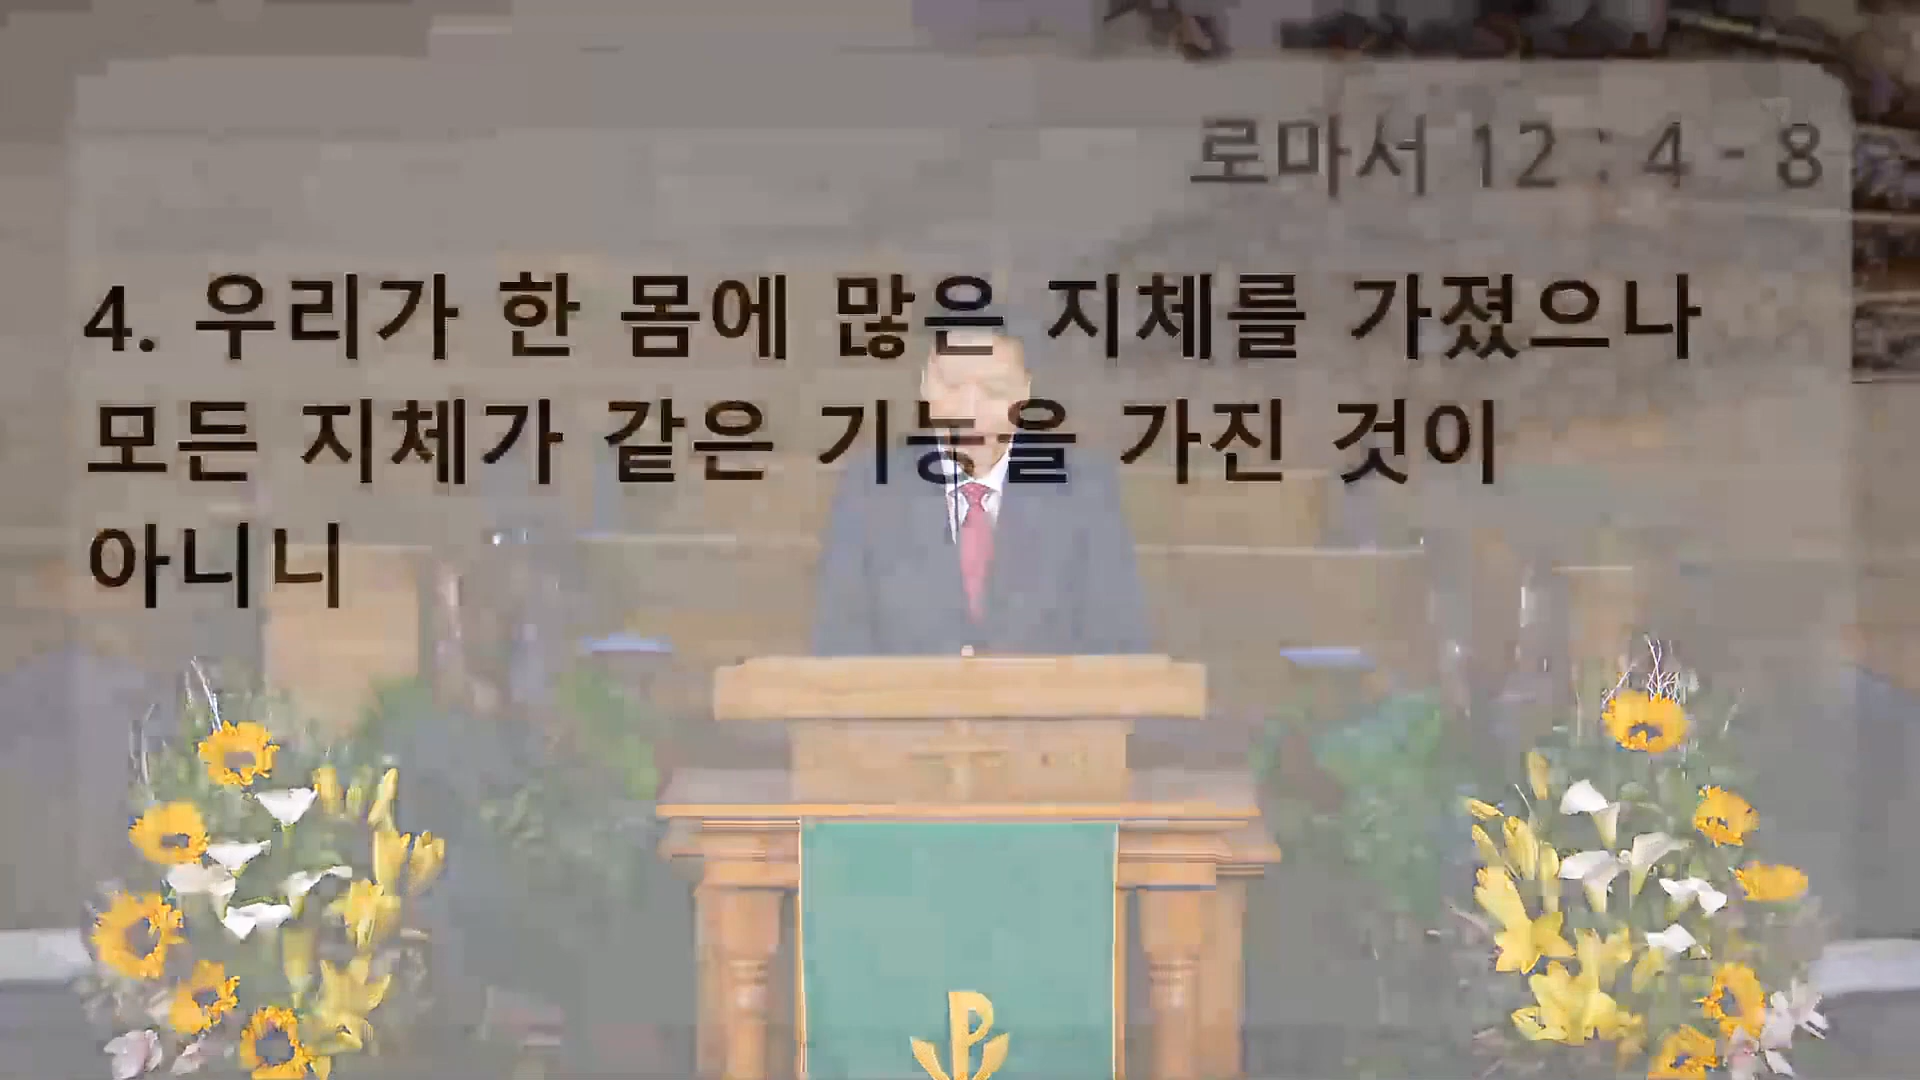 로마서 12 : 4 - 8
4. 우리가 한 몸에 많은 지체를 가졌으나
모든 지체가 같은 기능을 가진 것이
아니니